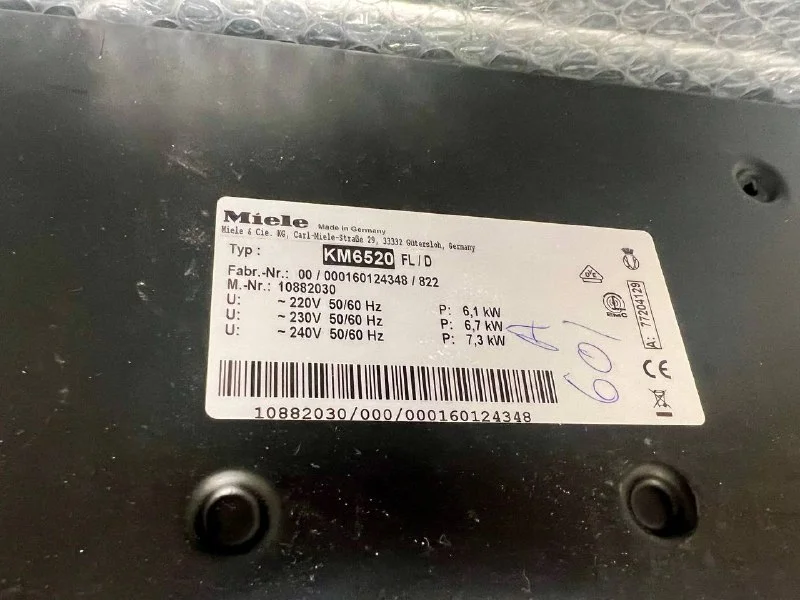 Miele Made in Germany
Miele & Cie. KG, Carl-Miele-Straße 29, 33332 Gütersloh, Germany
Typ : KM6520 FL/D
Fabr.-Nr.: 00 / 000160124348 / 822
M.-Nr.: 10882030
U: ~ 220V 50/60 Hz P: 6,1 kW
U: ~ 230V 50/60 Hz P: 6,7 kW
U: ~ 240V 50/60 Hz P: 7,3 kW
A: 77204129
CE
A 601
10882030/000/000160124348